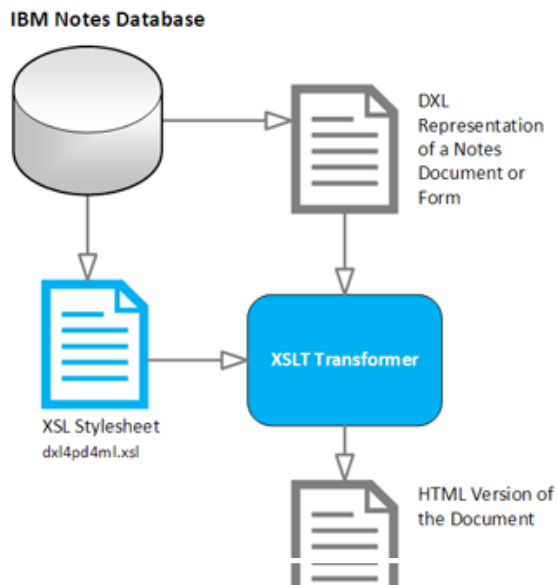 IBM Notes Database
DXL
Representation
of a Notes
Document or
Form
XSLT Transformer
XSL Stylesheet
dxl4pd4ml.xsl
HTML Version of
the Document